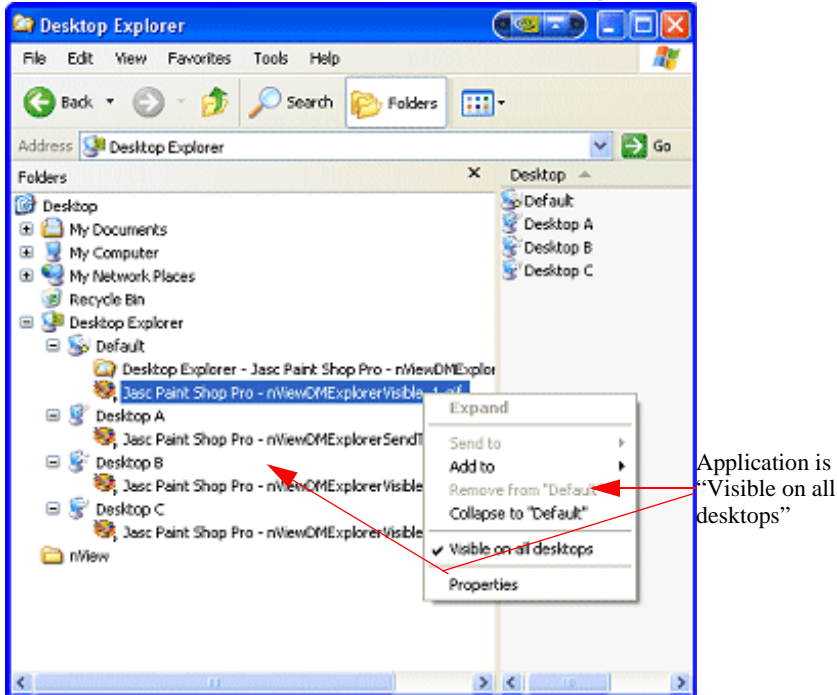 Desktop Explorer
File Edit View Favorites Tools Help
Back Search Folders
Address Desktop Explorer Go
Folders x Desktop
Desktop
My Documents
My Computer
My Network Places
Recycle Bin
Desktop Explorer
Default
Desktop Explorer - Jasc Paint Shop Pro - nViewDMExplor
Jasc Paint Shop Pro - nViewDMExplorerVisible_1.gif
Desktop A
Jasc Paint Shop Pro - nViewDMExplorerSendT
Desktop B
Jasc Paint Shop Pro - nViewDMExplorerVisible
Desktop C
Jasc Paint Shop Pro - nViewDMExplorerVisible
nView
Default
Desktop A
Desktop B
Desktop C
Expand
Send to
Add to
Remove from "Default"
Collapse to "Default"
Visible on all desktops
Properties
Application is
“Visible on all
desktops”